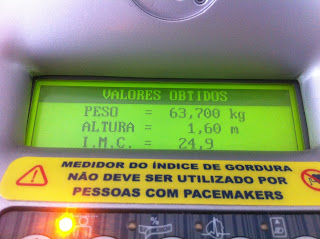 VALORES OBTIDOS
PESO = 63,700 kg
ALTURA = 1,60 m
I.M.C. = 24,9
MEDIDOR DO ÍNDICE DE GORDURA
NÃO DEVE SER UTILIZADO POR
PESSOAS COM PACEMAKERS